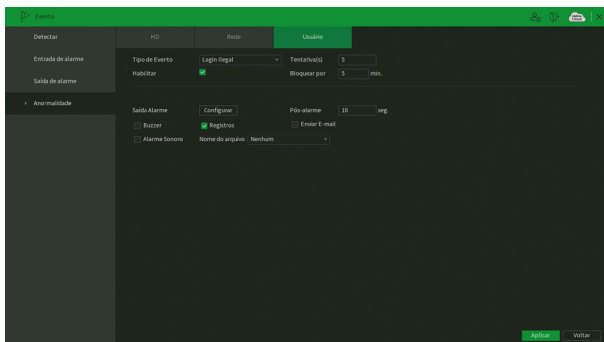 Evento
Detectar
Entrada de alarme
Saída de alarme
Anormalidade
HD Rede Usuário
Tipo de Evento Login Ilegal Tentativa(s) 5
Habilitar Bloquear por 5 min.
Saída Alarme Configurar Pós-alarme 10 seg.
Buzzer Registros Enviar E-mail
Alarme Sonoro Nome do arquivo Nenhum
Aplicar Voltar